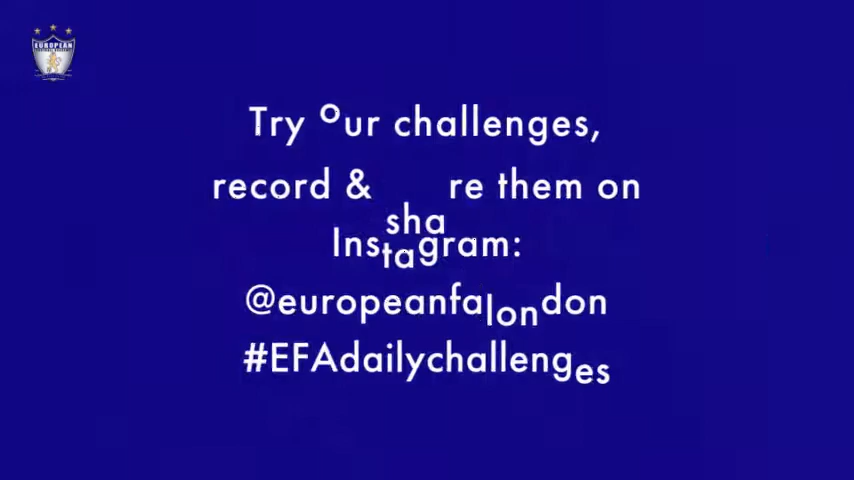 EUROPEAN
Try our challenges,
record & share them on
Instagram:
@europeanfalondon
#EFAdailychallenges